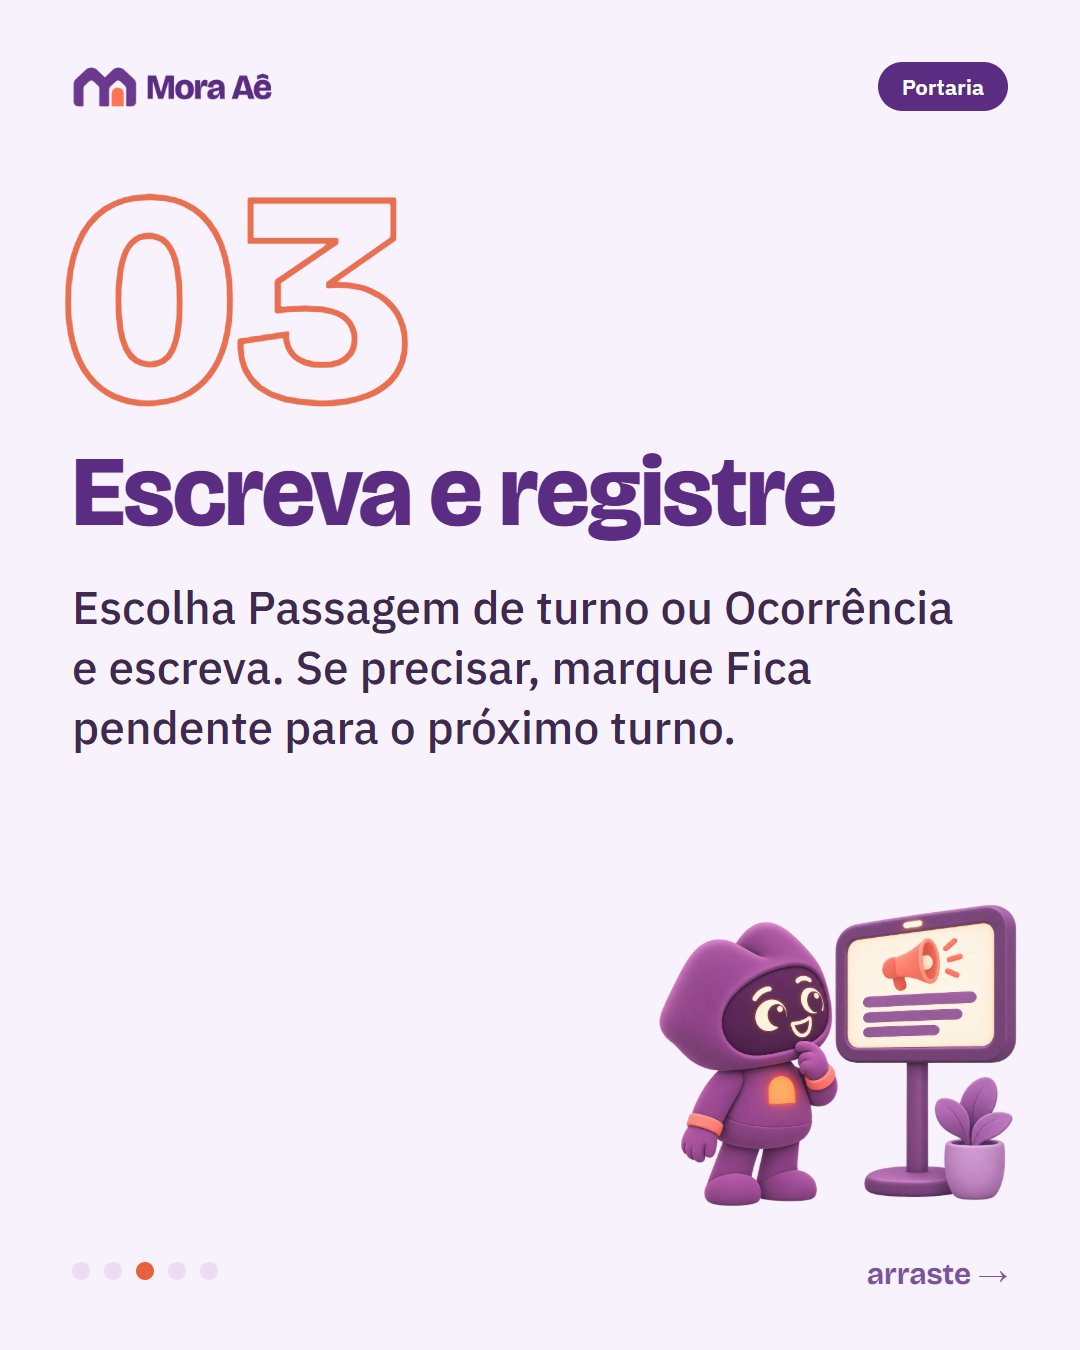 Mora Aê
Portaria
03
Escreva e registre
Escolha Passagem de turno ou Ocorrência
e escreva. Se precisar, marque Fica
pendente para o próximo turno.
arraste →